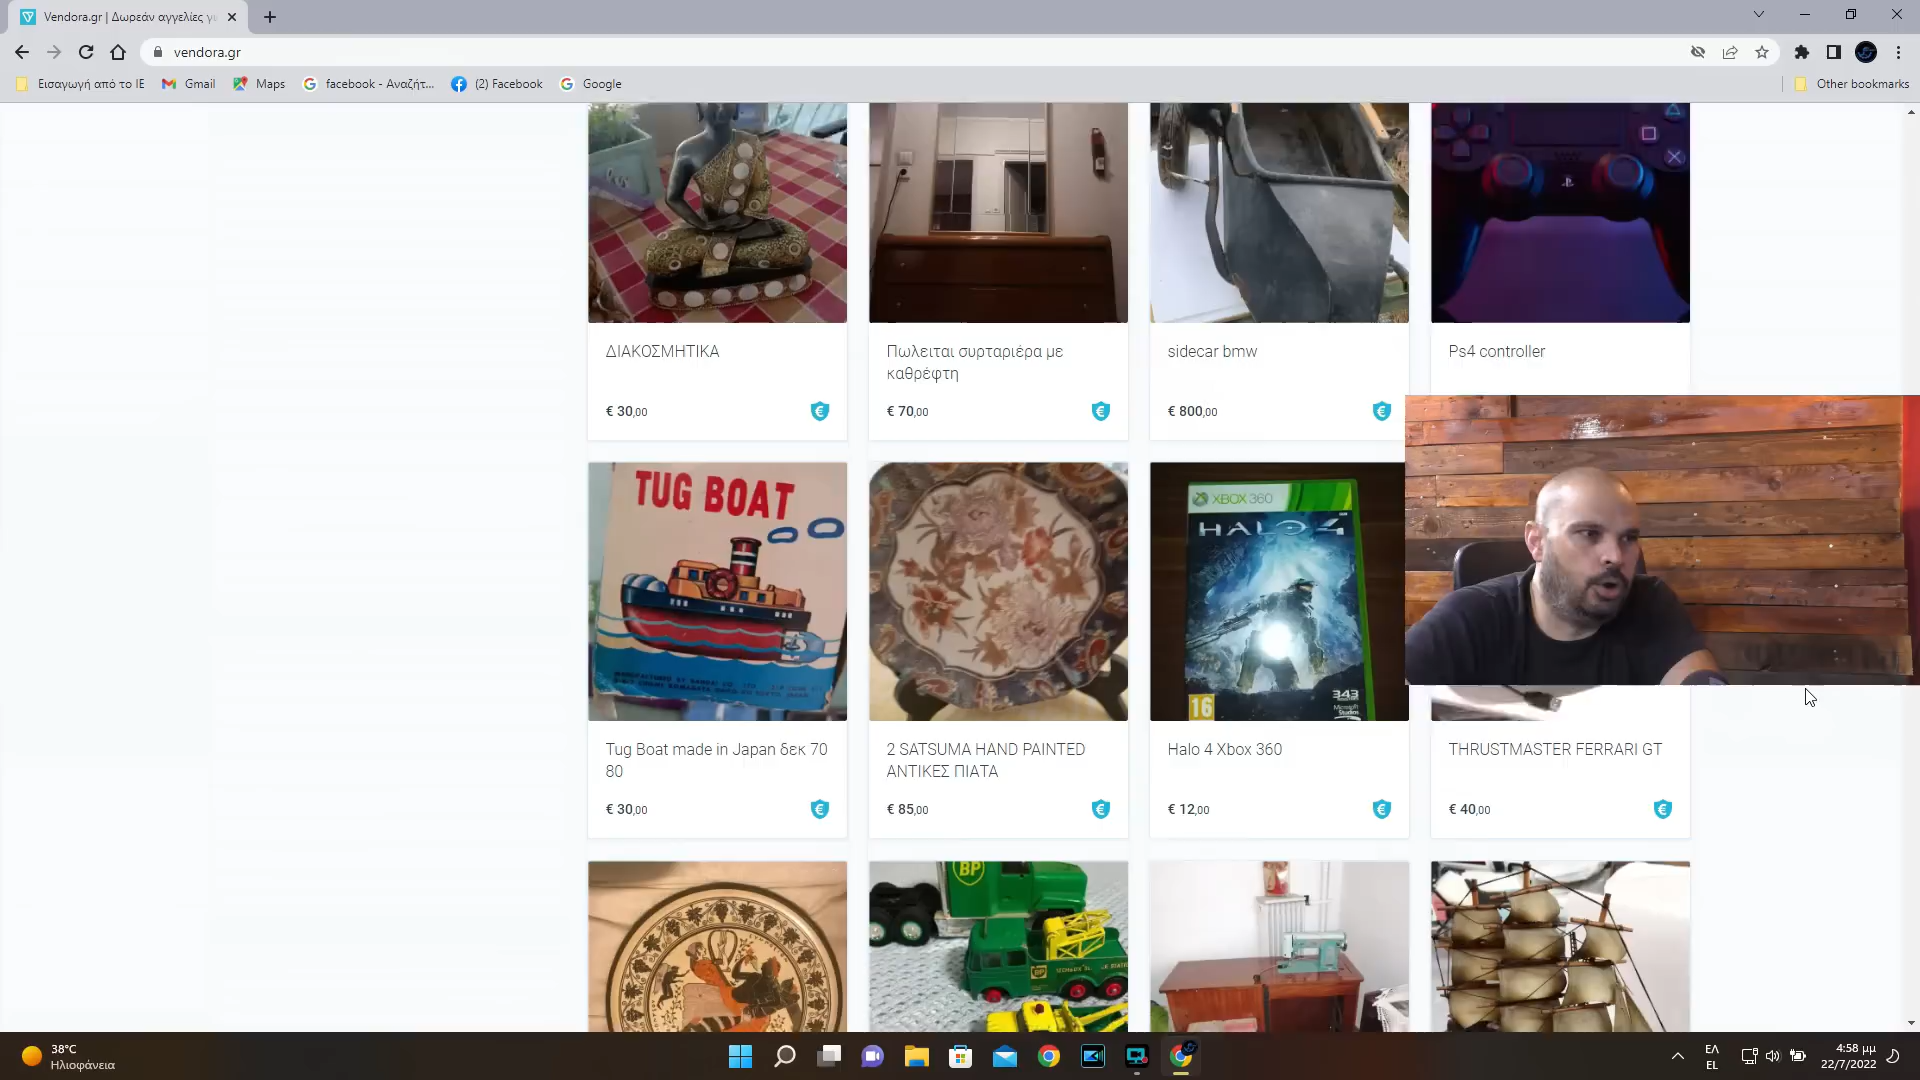 Vendora.gr | Δωρεάν αγγελίες γι
vendora.gr
Εισαγωγή από το IE
Gmail
Maps
facebook - Αναζήτ...
(2) Facebook
Google
Other bookmarks
ΔΙΑΚΟΣΜΗΤΙΚΑ
€ 30,00
Πωλειται συρταριέρα με
καθρέφτη
€ 70,00
sidecar bmw
€ 800,00
Ps4 controller
TUG BOAT
Tug Boat made in Japan δεκ 70
80
€ 30,00
2 SATSUMA HAND PAINTED
ΑΝΤΙΚΕΣ ΠΙΑΤΑ
€ 85,00
XBOX 360
HALO 4
16
343
Microsoft
Studios
Halo 4 Xbox 360
€ 12,00
THRUSTMASTER FERRARI GT
€ 40,00
BP
BP
38°C
Ηλιοφάνεια
ΕΛ
EL
4:58 μμ
22/7/2022